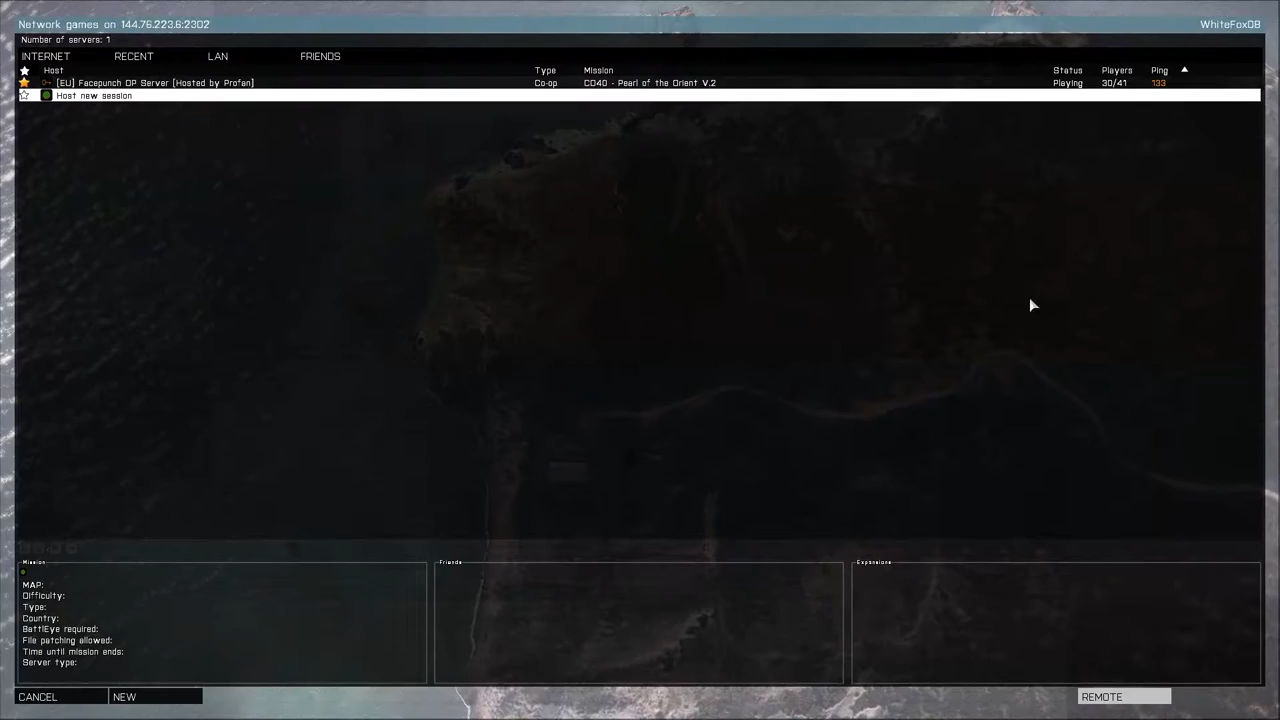 Network games on 144.76.223.6:2302 WhiteFox08
Number of servers: 1
INTERNET RECENT LAN FRIENDS
Host Type Mission Status Players Ping
[EU] Facepunch OP Server [Hosted by Profan] Co-op CO40 - Pearl of the Orient V.2 Playing 30/41 133
Host new session
Mission
MAP:
Difficulty:
Type:
Country:
BattlEye required:
File patching allowed:
Time until mission ends:
Server type:
Friends
Expansions
CANCEL NEW REMOTE